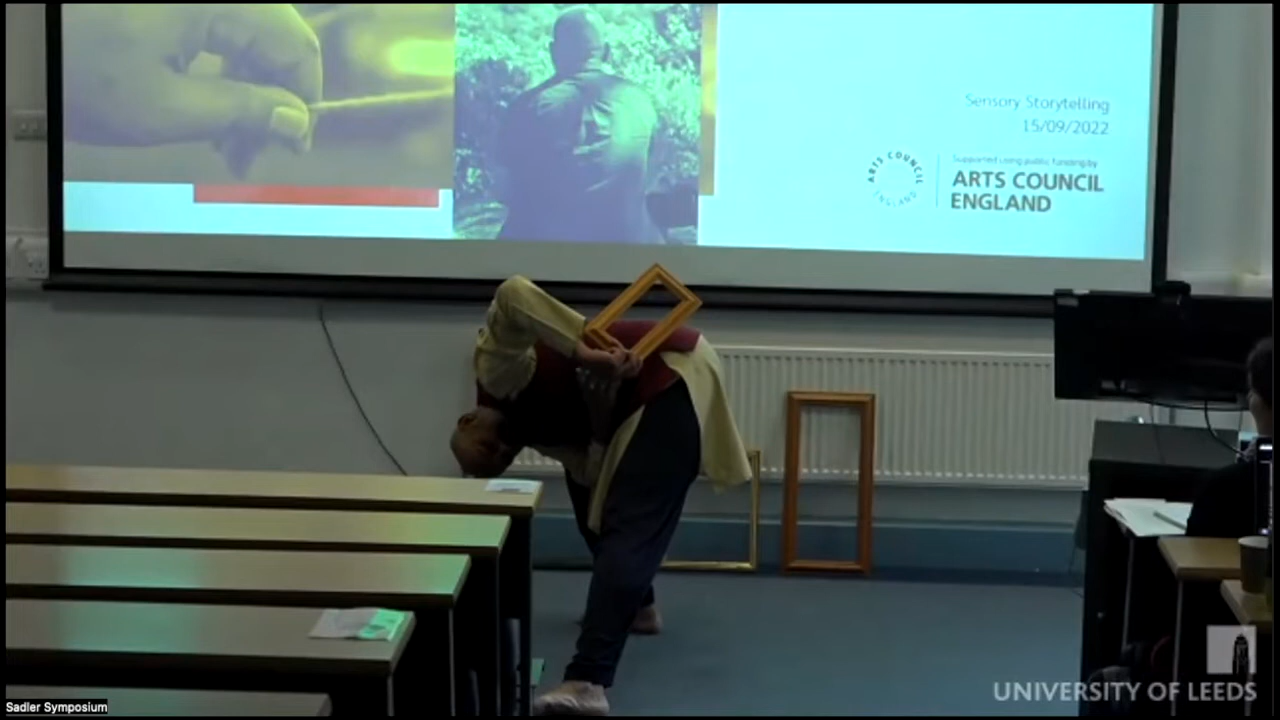 Sensory Storytelling
15/09/2022
ARTS COUNCIL
ENGLAND
Supported using public funding by
ARTS COUNCIL
ENGLAND
UNIVERSITY OF LEEDS
Sadler Symposium